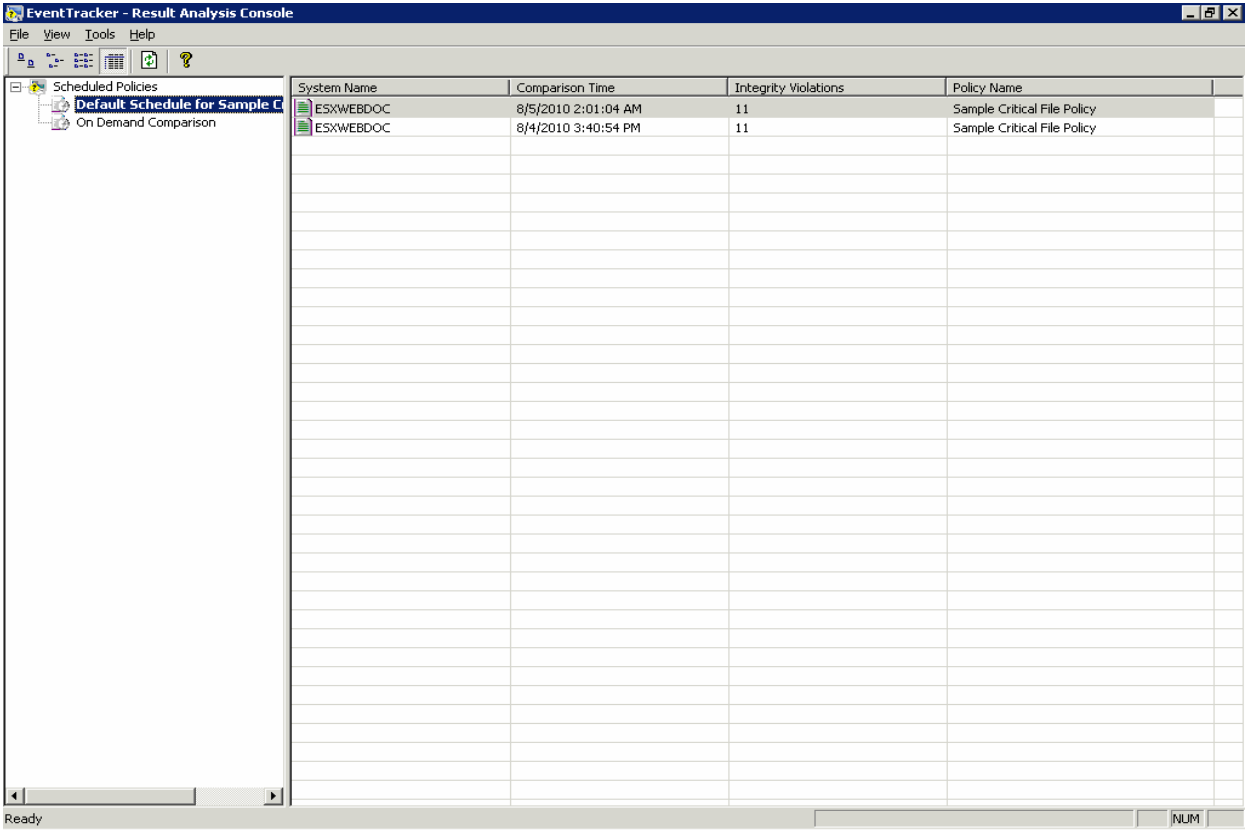 EventTracker - Result Analysis Console
File View Tools Help
Scheduled Policies
Default Schedule for Sample
On Demand Comparison
System Name Comparison Time Integrity Violations Policy Name
ESXWEBDOC 8/5/2010 2:01:04 AM 11 Sample Critical File Policy
ESXWEBDOC 8/4/2010 3:40:54 PM 11 Sample Critical File Policy
Ready NUM